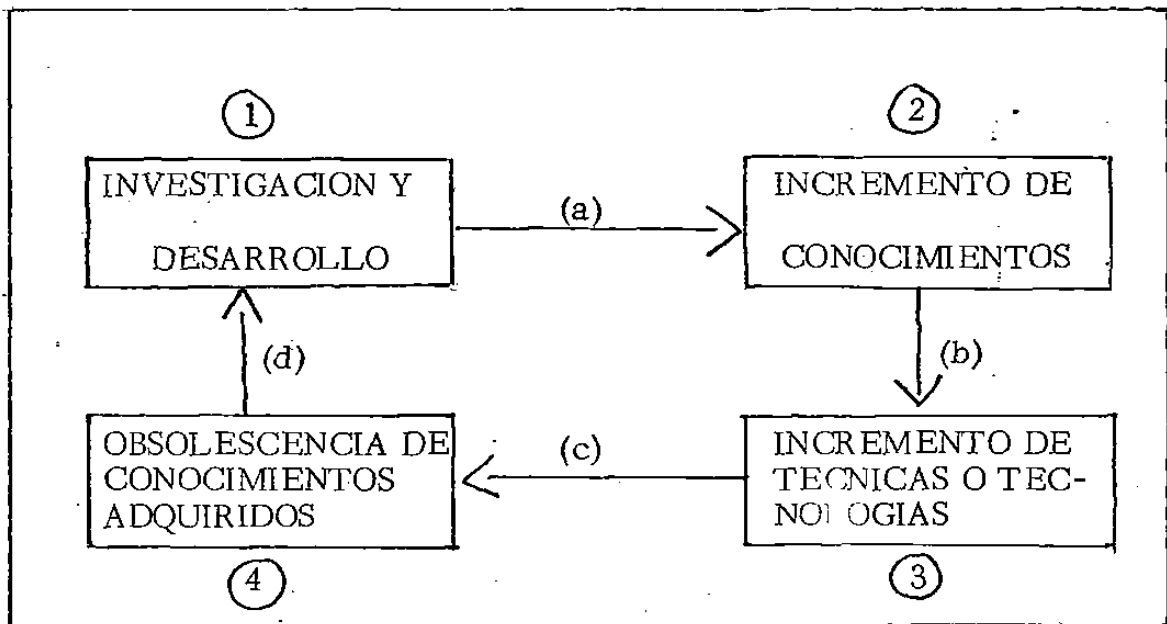 1
INVESTIGACION Y
DESARROLLO
(a)
2
INCREMENTO DE
CONOCIMIENTOS
(b)
(d)
OBSOLESCENCIA DE
CONOCIMIENTOS
ADQUIRIDOS
4
(c)
INCREMENTO DE
TECNICAS O TEC-
NOLOGIAS
3